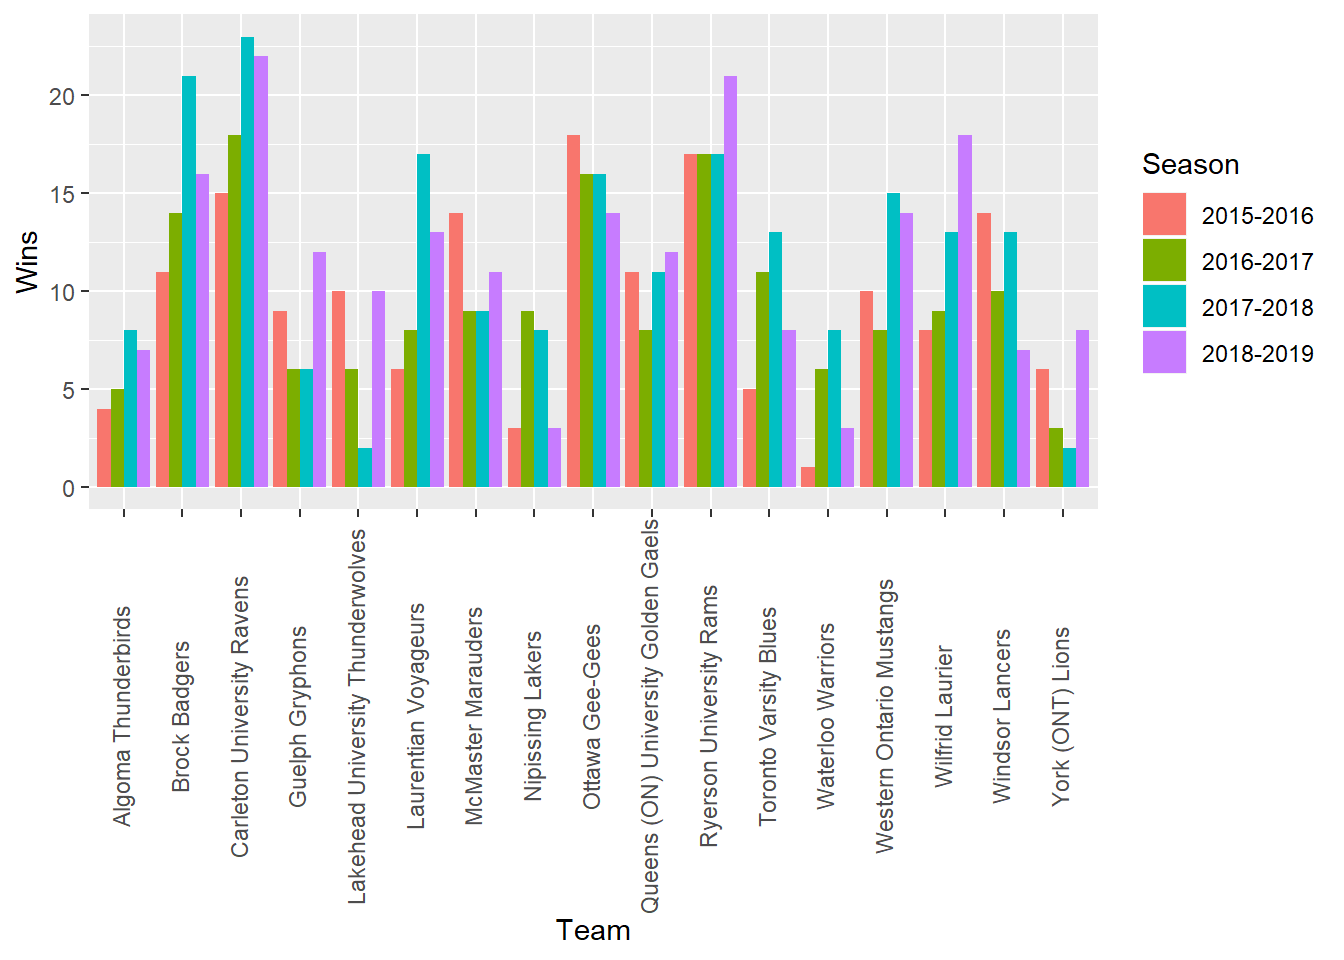 Wins
20
15
10
5
0
Algoma Thunderbirds
Brock Badgers
Carleton University Ravens
Guelph Gryphons
Lakehead University Thunderwolves
Laurentian Voyageurs
McMaster Marauders
Nipissing Lakers
Ottawa Gee-Gees
Queens (ON) University Golden Gaels
Ryerson University Rams
Toronto Varsity Blues
Waterloo Warriors
Western Ontario Mustangs
Wilfrid Laurier
Windsor Lancers
York (ONT) Lions
Team
Season
2015-2016
2016-2017
2017-2018
2018-2019